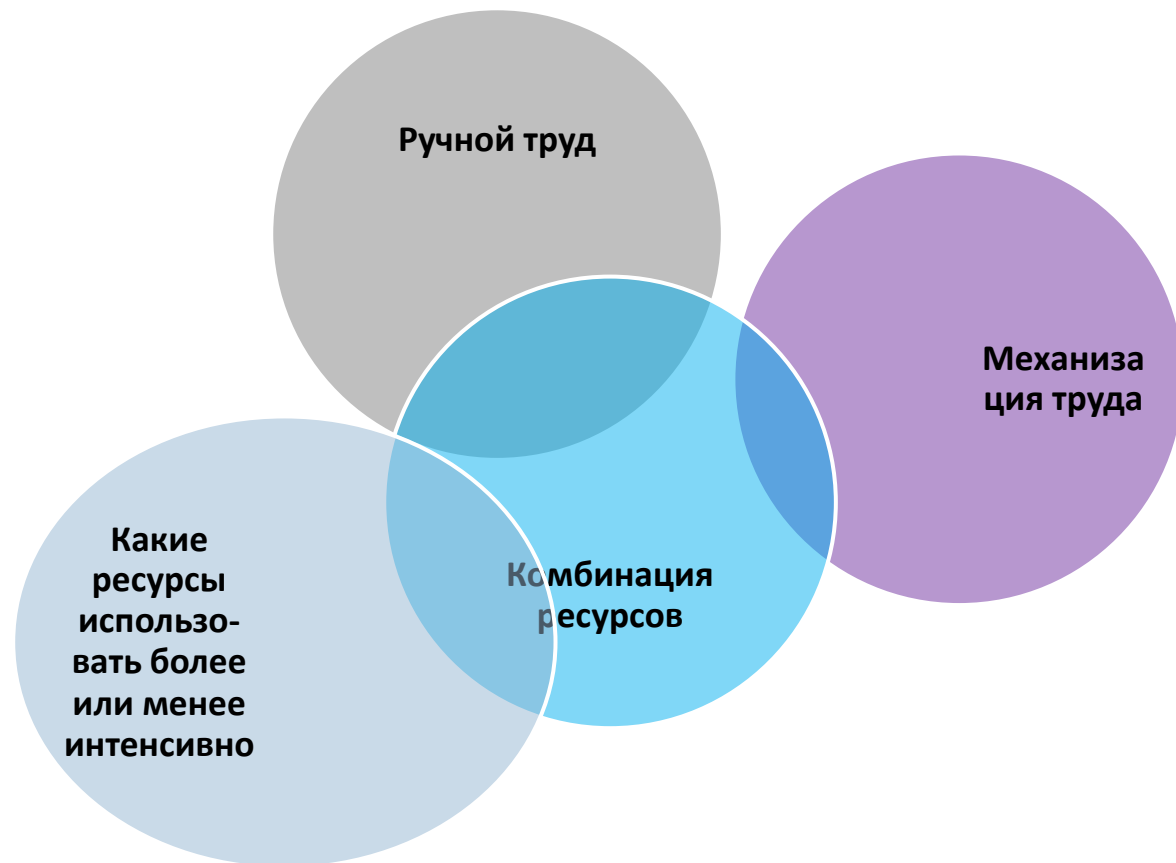 Ручной труд
Механиза
ция труда
Какие
ресурсы
использо-
вать более
или менее
интенсивно
Комбинация
ресурсов